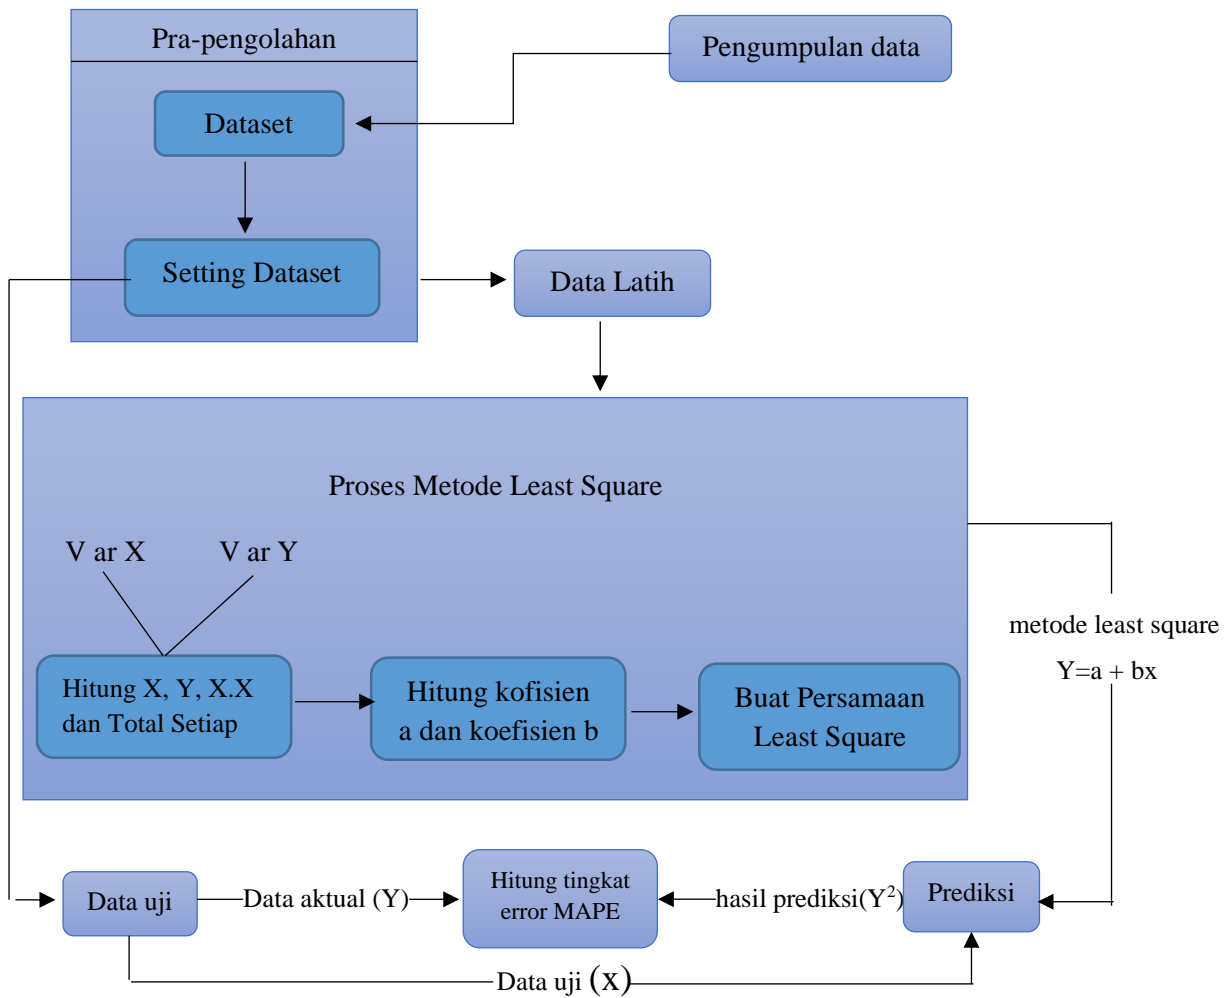 Pra-pengolahan
Pengumpulan data
Dataset
Setting Dataset
Data Latih
Proses Metode Least Square
V ar X
V ar Y
metode least square
Y=a + bx
Hitung X, Y, X.X
dan Total Setiap
Hitung kofisien
a dan koefisien b
Buat Persamaan
Least Square
Data uji
Data aktual (Y)
Hitung tingkat
error MAPE
hasil prediksi(Y²)
Prediksi
Data uji (x)